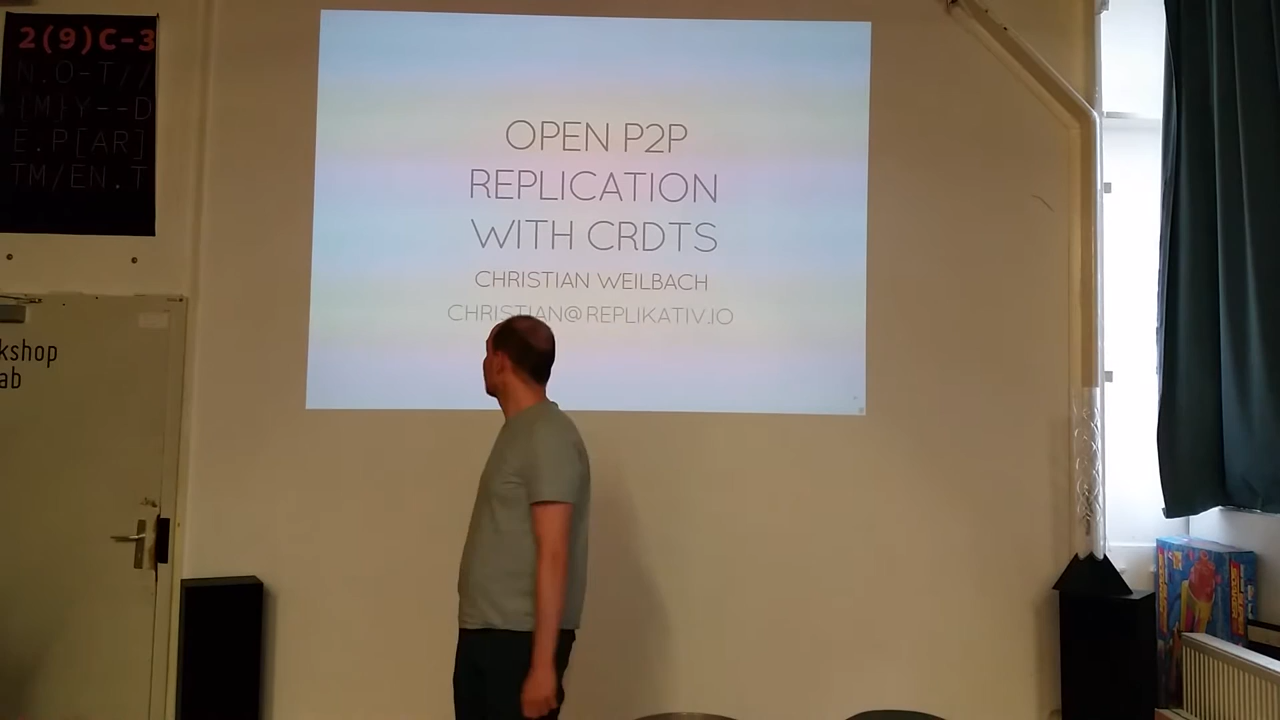 2(9)C-3
N.O-T//
{M}Y--D
E.P[AR]
TM/EN.T
OPEN P2P
REPLICATION
WITH CRDTS
CHRISTIAN WEILBACH
CHRISTIAN@REPLIKATIV.IO
kshop
ab